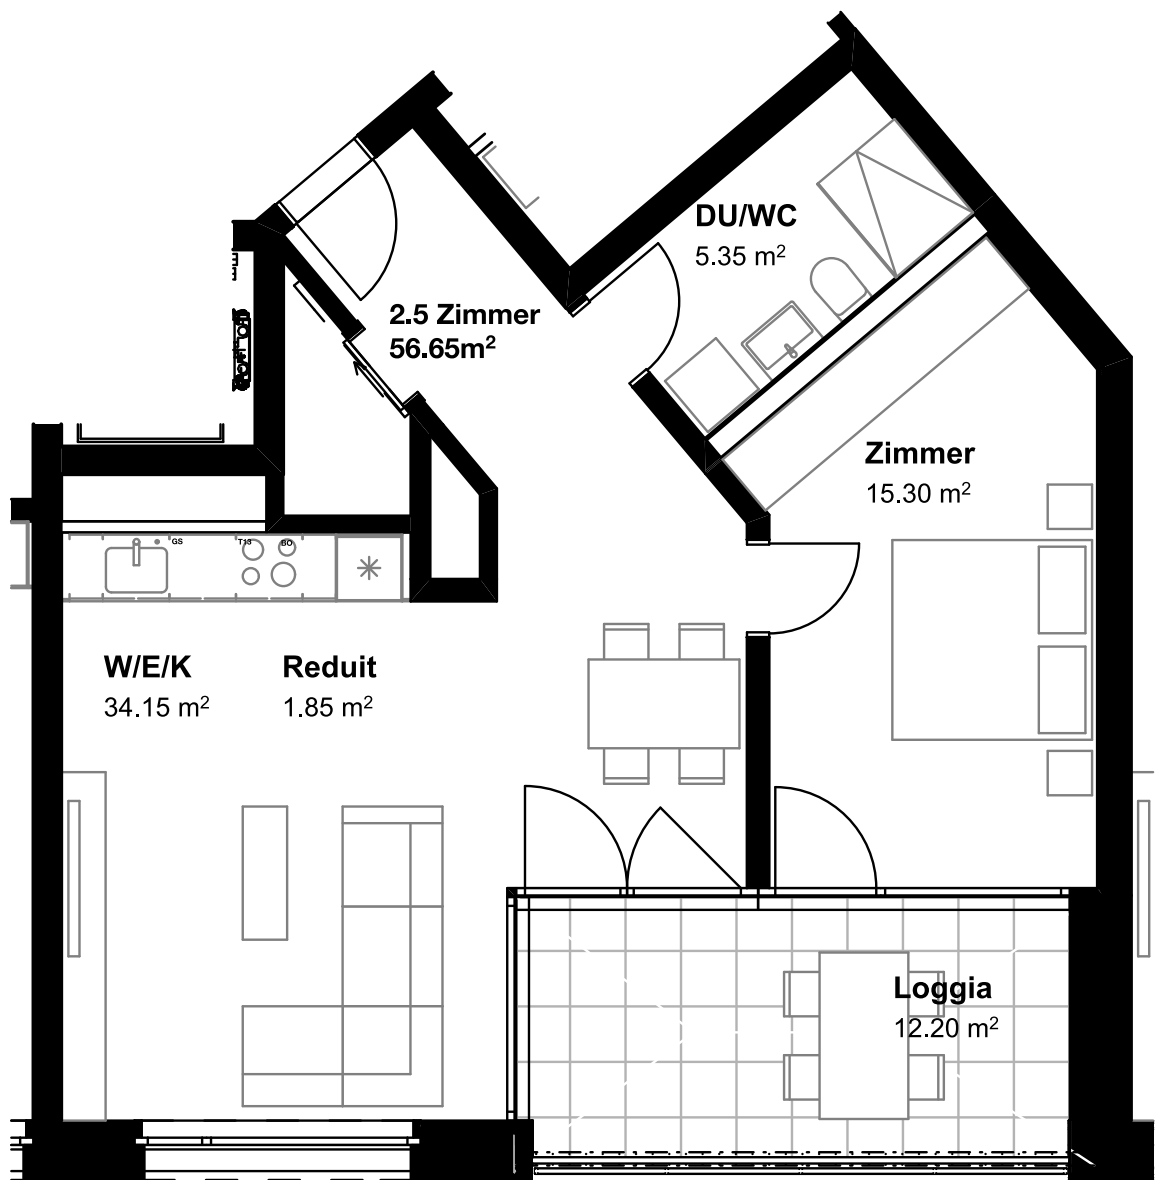 DU/WC
5.35 m²
2.5 Zimmer
56.65m²
Zimmer
15.30 m²
GS
T13
BO
W/E/K
34.15 m²
Reduit
1.85 m²
Loggia
12.20 m²